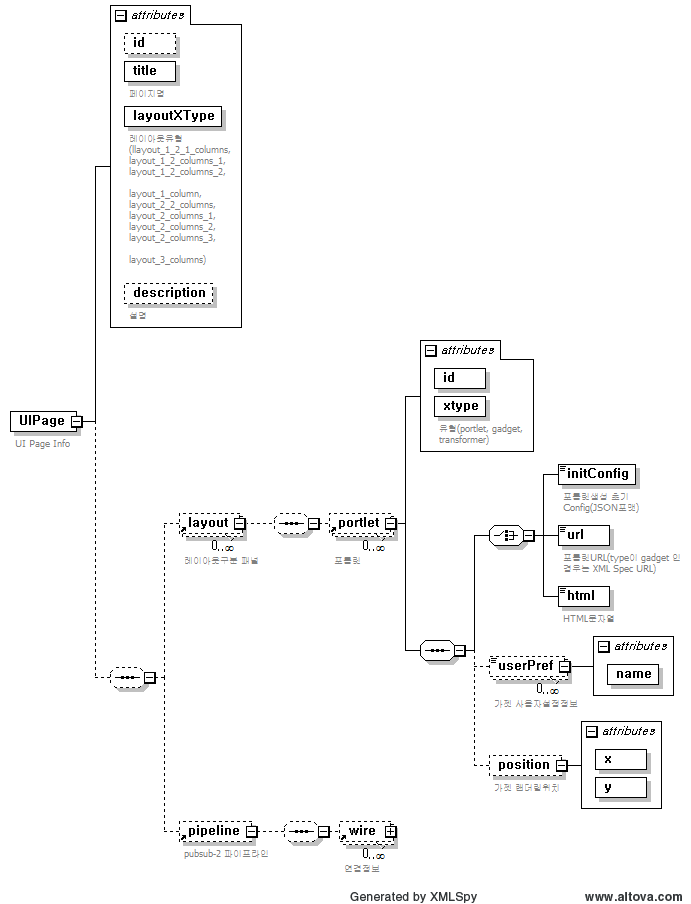 attributes
id
title
페이지명
layoutXType
레이아웃유형
(llayout_1_2_1_columns,
layout_1_2_columns_1,
layout_1_2_columns_2,
layout_1_column,
layout_2_2_columns,
layout_2_columns_1,
layout_2_columns_2,
layout_2_columns_3,
layout_3_columns)
description
설명
UIPage
UI Page Info
attributes
id
xtype
유형(portlet, gadget,
transformer)
layout
0..∞
레이아웃구분 패널
portlet
0..∞
포틀릿
initConfig
포틀릿생성 초기
Config(JSON포맷)
url
포틀릿URL(type이 gadget 인
경우는 XML Spec URL)
html
HTML문자열
userPref
0..∞
가젯 사용자설정정보
attributes
name
position
가젯 랜더링위치
attributes
x
y
pipeline
pubsub-2 파이프라인
wire
0..∞
연결정보
Generated by XMLSpy
www.altova.com